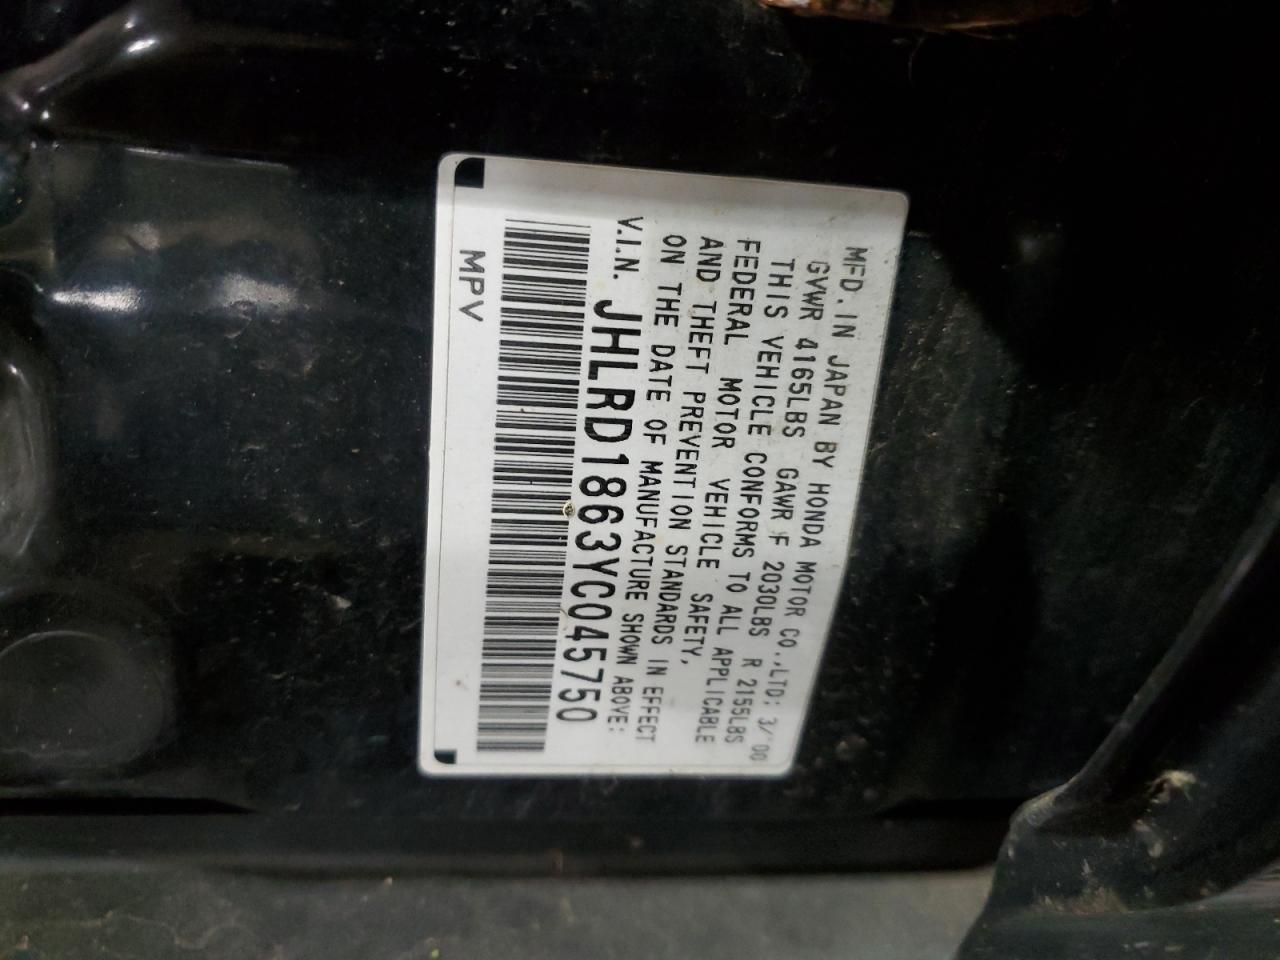 MFD. IN JAPAN BY HONDA MOTOR CO.,LTD; 3/'00
GVWR 4165LBS GAWR F 2030LBS R 2155LBS
THIS VEHICLE CONFORMS TO ALL APPLICABLE
FEDERAL MOTOR VEHICLE SAFETY,
AND THEFT PREVENTION STANDARDS IN EFFECT
ON THE DATE OF MANUFACTURE SHOWN ABOVE:
V.I.N. JHLRD1863YC045750
MPV